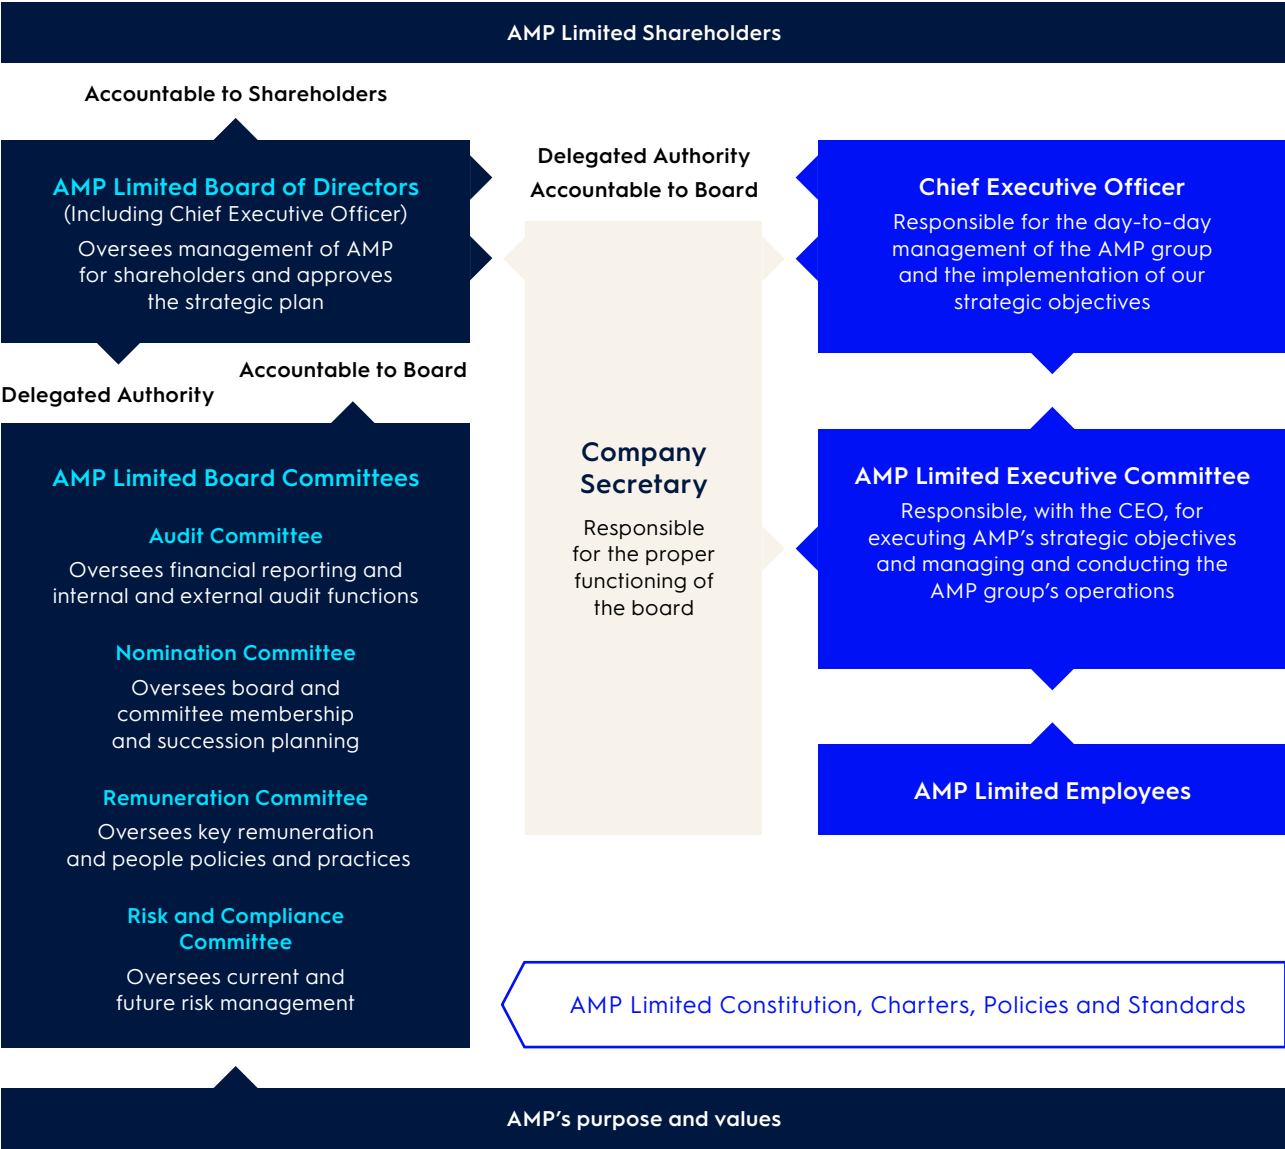 AMP Limited Shareholders
Accountable to Shareholders
AMP Limited Board of Directors
(Including Chief Executive Officer)
Oversees management of AMP
for shareholders and approves
the strategic plan
Delegated Authority
Accountable to Board
Chief Executive Officer
Responsible for the day-to-day
management of the AMP group
and the implementation of our
strategic objectives
Accountable to Board
Delegated Authority
AMP Limited Board Committees
Audit Committee
Oversees financial reporting and
internal and external audit functions
Nomination Committee
Oversees board and
committee membership
and succession planning
Remuneration Committee
Oversees key remuneration
and people policies and practices
Risk and Compliance
Committee
Oversees current and
future risk management
Company
Secretary
Responsible
for the proper
functioning of
the board
AMP Limited Executive Committee
Responsible, with the CEO, for
executing AMP’s strategic objectives
and managing and conducting the
AMP group’s operations
AMP Limited Employees
AMP Limited Constitution, Charters, Policies and Standards
AMP’s purpose and values